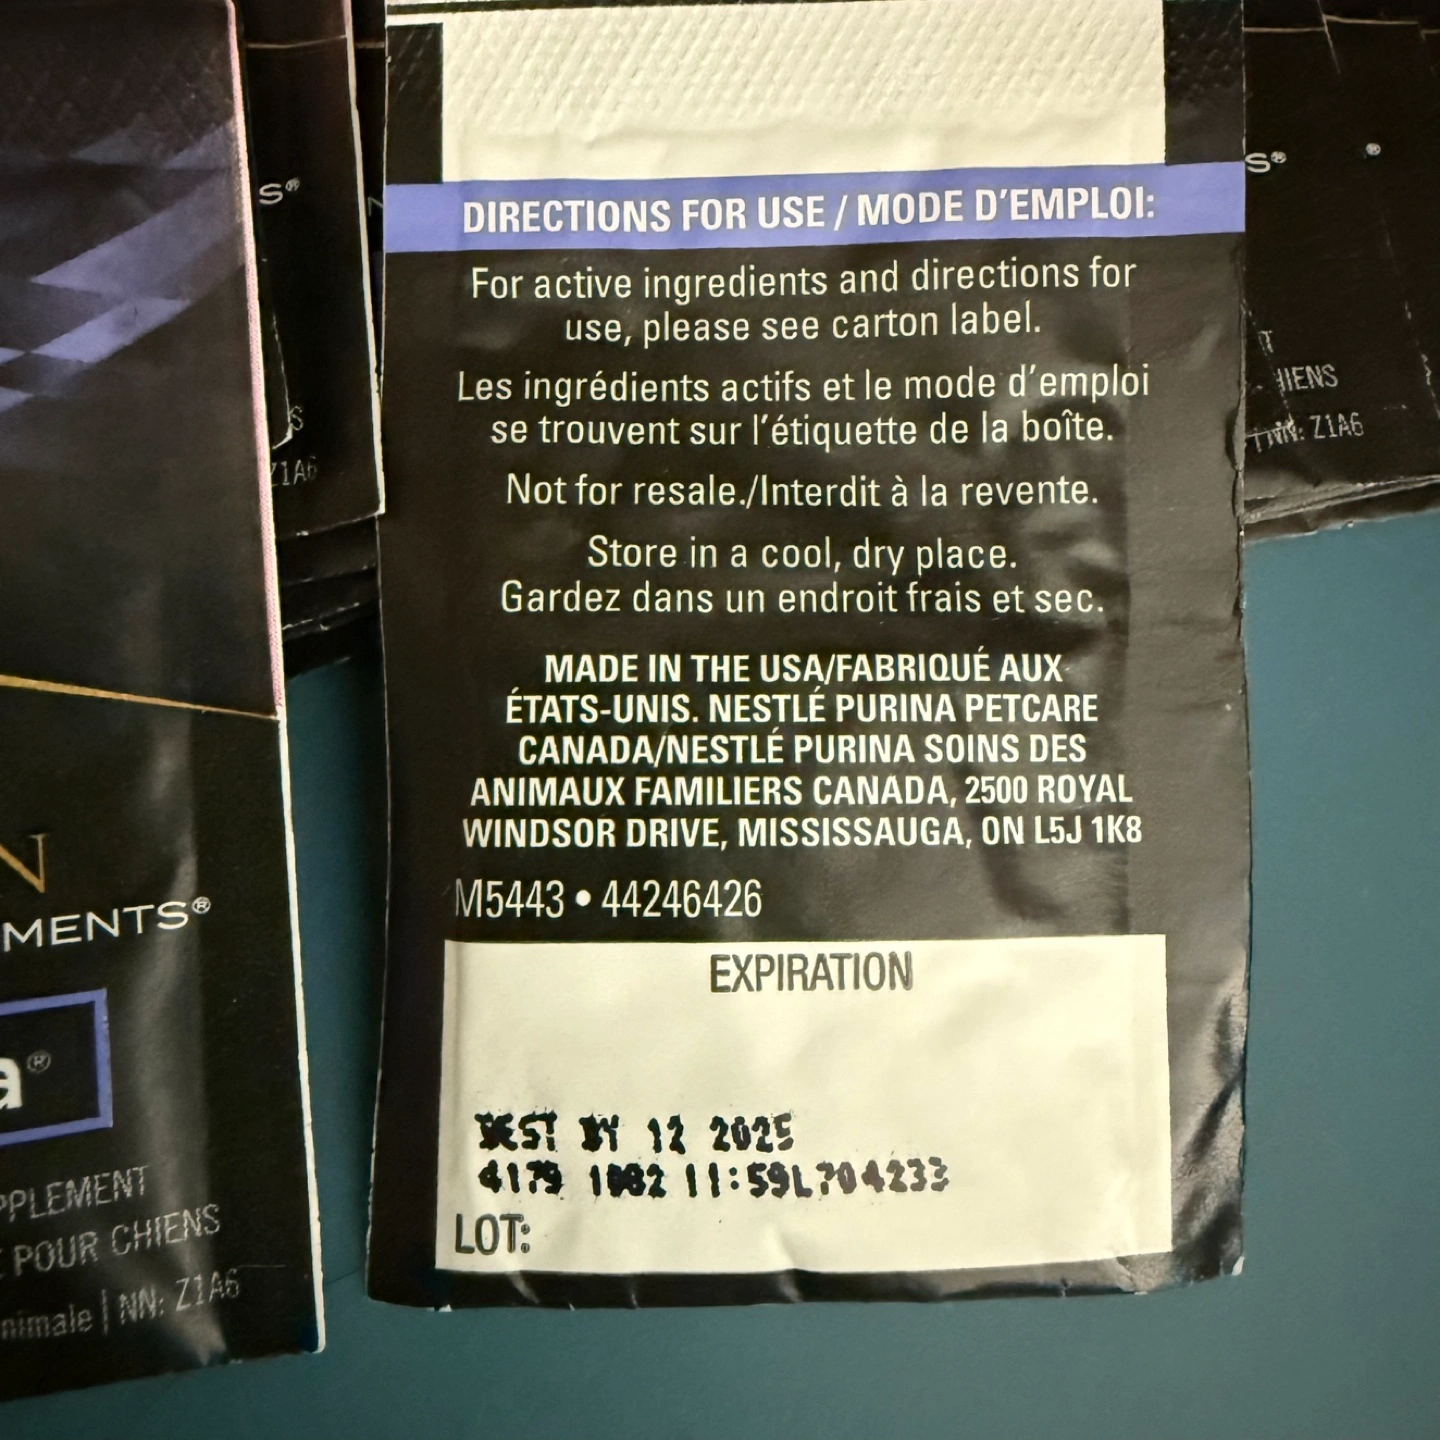 DIRECTIONS FOR USE / MODE D'EMPLOI:
For active ingredients and directions for
use, please see carton label.
Les ingrédients actifs et le mode d'emploi
se trouvent sur l'étiquette de la boîte.
Not for resale./Interdit à la revente.
Store in a cool, dry place.
Gardez dans un endroit frais et sec.
MADE IN THE USA/FABRIQUÉ AUX
ÉTATS-UNIS. NESTLÉ PURINA PETCARE
CANADA/NESTLÉ PURINA SOINS DES
ANIMAUX FAMILIERS CANADA, 2500 ROYAL
WINDSOR DRIVE, MISSISSAUGA, ON L5J 1K8
M5443 • 44246426
EXPIRATION
BEST BY 12 2025
4179 1082 11:59L704233
LOT:
N
MENTS®
a®
PPLEMENT
POUR CHIENS
nimale | NN: Z1A6
S®
S
Z1A6
S®
®
HIENS
NN: Z1A6